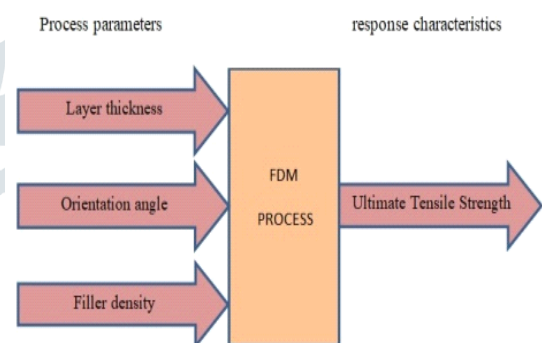 Process parameters
response characteristics
Layer thickness
Orientation angle
Filler density
FDM
PROCESS
Ultimate Tensile Strength